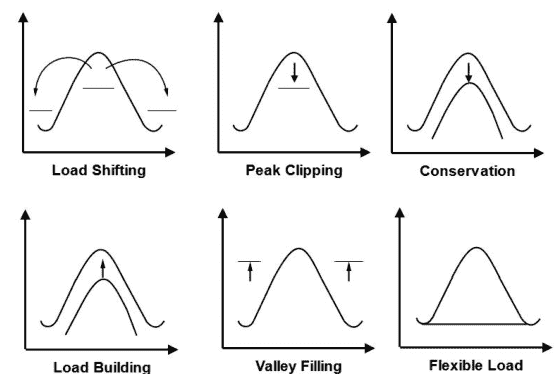 Load Shifting
Peak Clipping
Conservation
Load Building
Valley Filling
Flexible Load